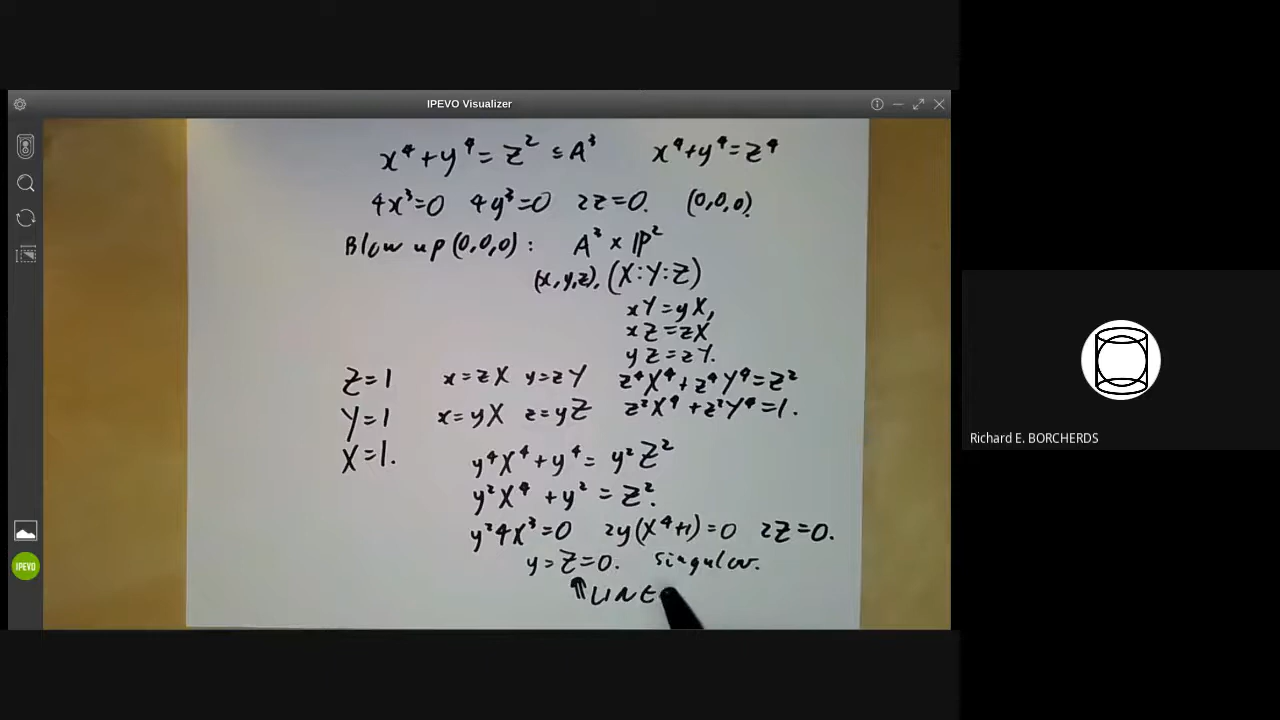 IPEVO Visualizer
x⁴+y⁴=z² ⊆ A³ x⁴+y⁴=z⁴
4x³=0 4y³=0 2z=0. (0,0,0).
Blow up (0,0,0): A³ × P²
(x,y,z), (X:Y:Z)
xY=yX,
xZ=zX
yZ=zY.
Z=1 x=zX y=zY z⁴X⁴+z⁴Y⁴=z²
Y=1 x=yX z=yZ z²X⁴+z²Y⁴=1.
X=1.
y⁴X⁴+y⁴=y²Z²
y²X⁴+y²=Z².
y²4X³=0 2y(X⁴+1)=0 2Z=0.
y=Z=0. singular.
⇑LINE
IPEVO
Richard E. BORCHERDS